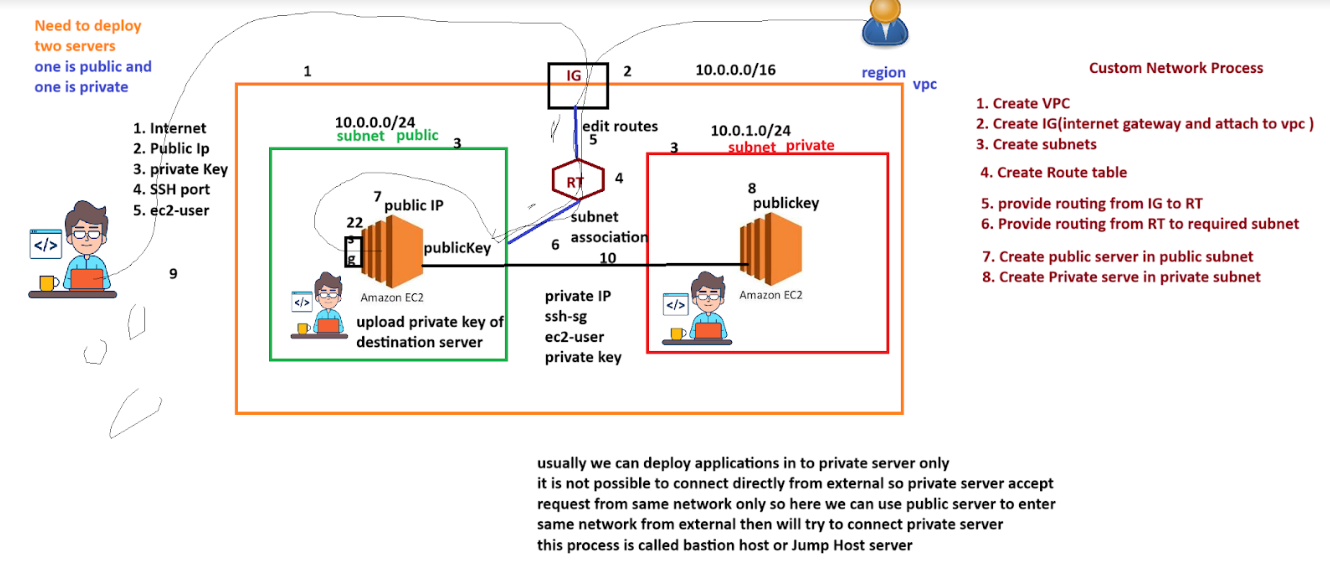 Need to deploy
two servers
one is public and
one is private
1. Internet
2. Public Ip
3. private Key
4. SSH port
5. ec2-user
9
1
IG
2
10.0.0.0/16
region
vpc
10.0.0.0/24
subnet public
3
edit routes
5
10.0.1.0/24
subnet private
3
RT
4
7
public IP
22
s
g
publicKey
Amazon EC2
upload private key of
destination server
subnet
association
6
10
private IP
ssh-sg
ec2-user
private key
8
publickey
Amazon EC2
Custom Network Process
1. Create VPC
2. Create IG(internet gateway and attach to vpc )
3. Create subnets
4. Create Route table
5. provide routing from IG to RT
6. Provide routing from RT to required subnet
7. Create public server in public subnet
8. Create Private serve in private subnet
usually we can deploy applications in to private server only
it is not possible to connect directly from external so private server accept
request from same network only so here we can use public server to enter
same network from external then will try to connect private server
this process is called bastion host or Jump Host server